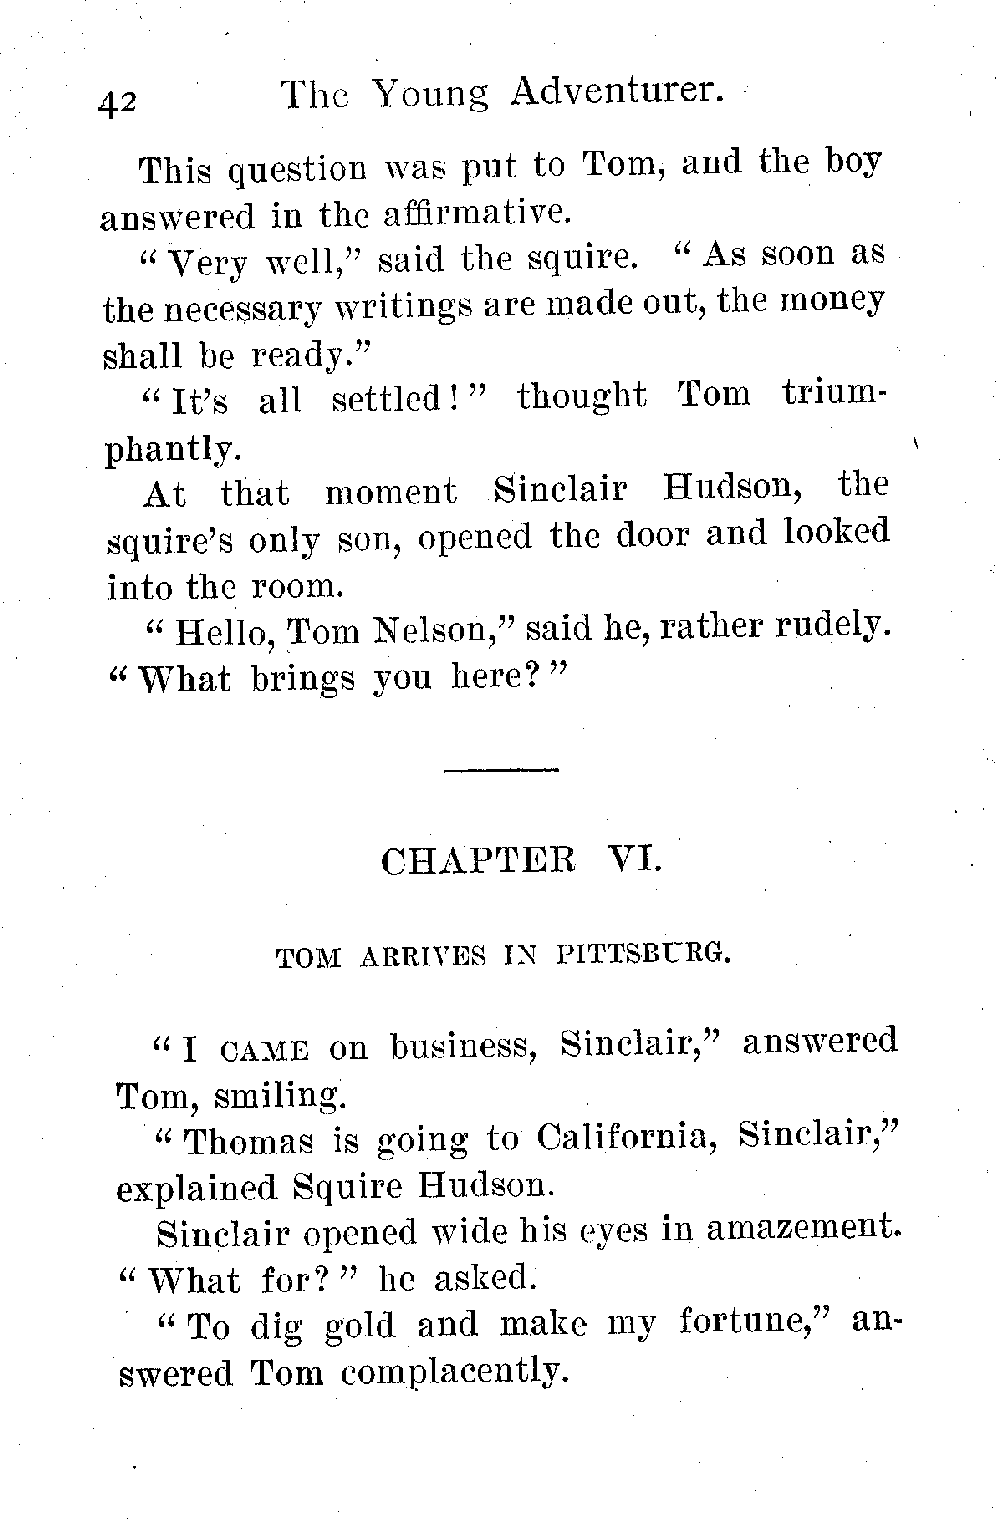 42 The Young Adventurer.
This question was put to Tom, and the boy
answered in the affirmative.
“ Very well,” said the squire. “ As soon as
the necessary writings are made out, the money
shall be ready.”
“ It’s all settled! ” thought Tom trium-
phantly.
At that moment Sinclair Hudson, the
squire’s only son, opened the door and looked
into the room.
“ Hello, Tom Nelson,” said he, rather rudely.
“ What brings you here? ”
CHAPTER VI.
TOM ARRIVES IN PITTSBURG.
“ I CAME on business, Sinclair,” answered
Tom, smiling.
“ Thomas is going to California, Sinclair,”
explained Squire Hudson.
Sinclair opened wide his eyes in amazement.
“ What for? ” he asked.
“ To dig gold and make my fortune,” an-
swered Tom complacently.